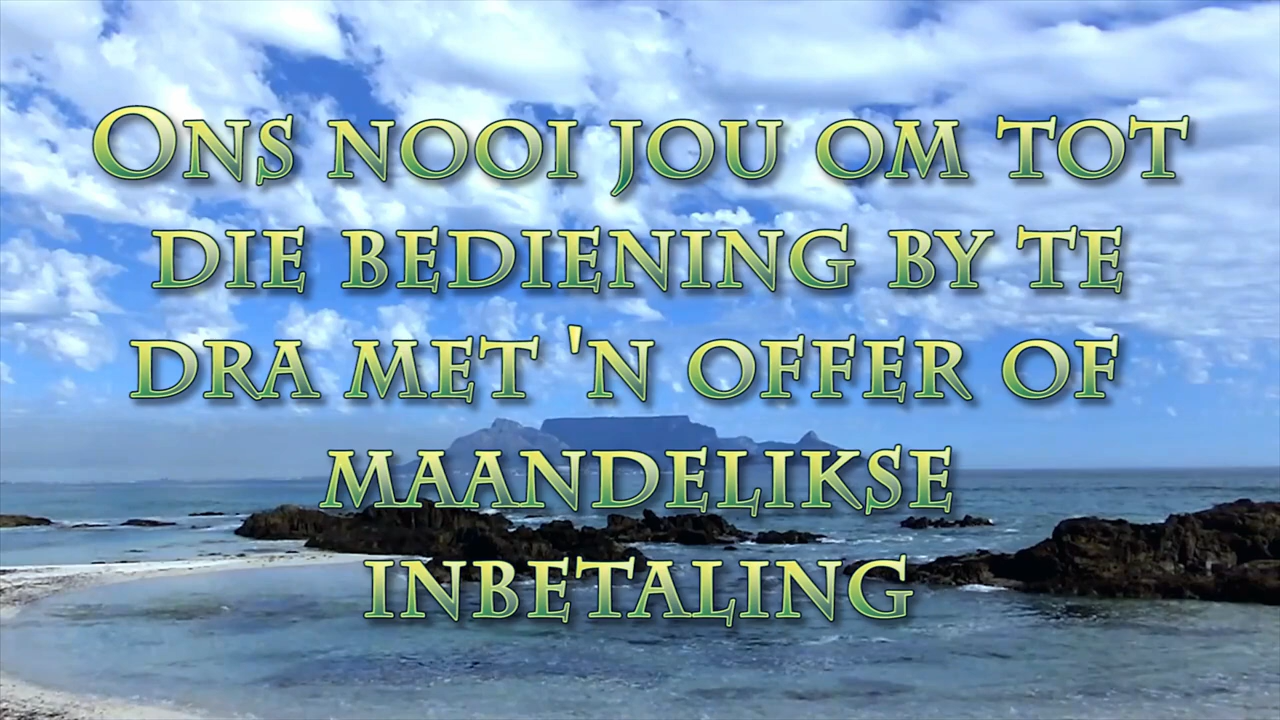 Ons nooi jou om tot
die bediening by te
dra met 'n offer of
maandelikse
inbetaling